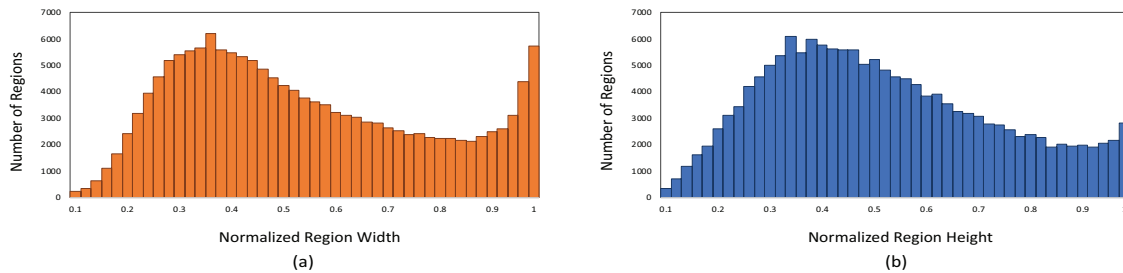 7000
6000
5000
4000
3000
2000
1000
0
Number of Regions
0.1 0.2 0.3 0.4 0.5 0.6 0.7 0.8 0.9 1
Normalized Region Width
(a)
7000
6000
5000
4000
3000
2000
1000
0
Number of Regions
0.1 0.2 0.3 0.4 0.5 0.6 0.7 0.8 0.9
Normalized Region Height
(b)